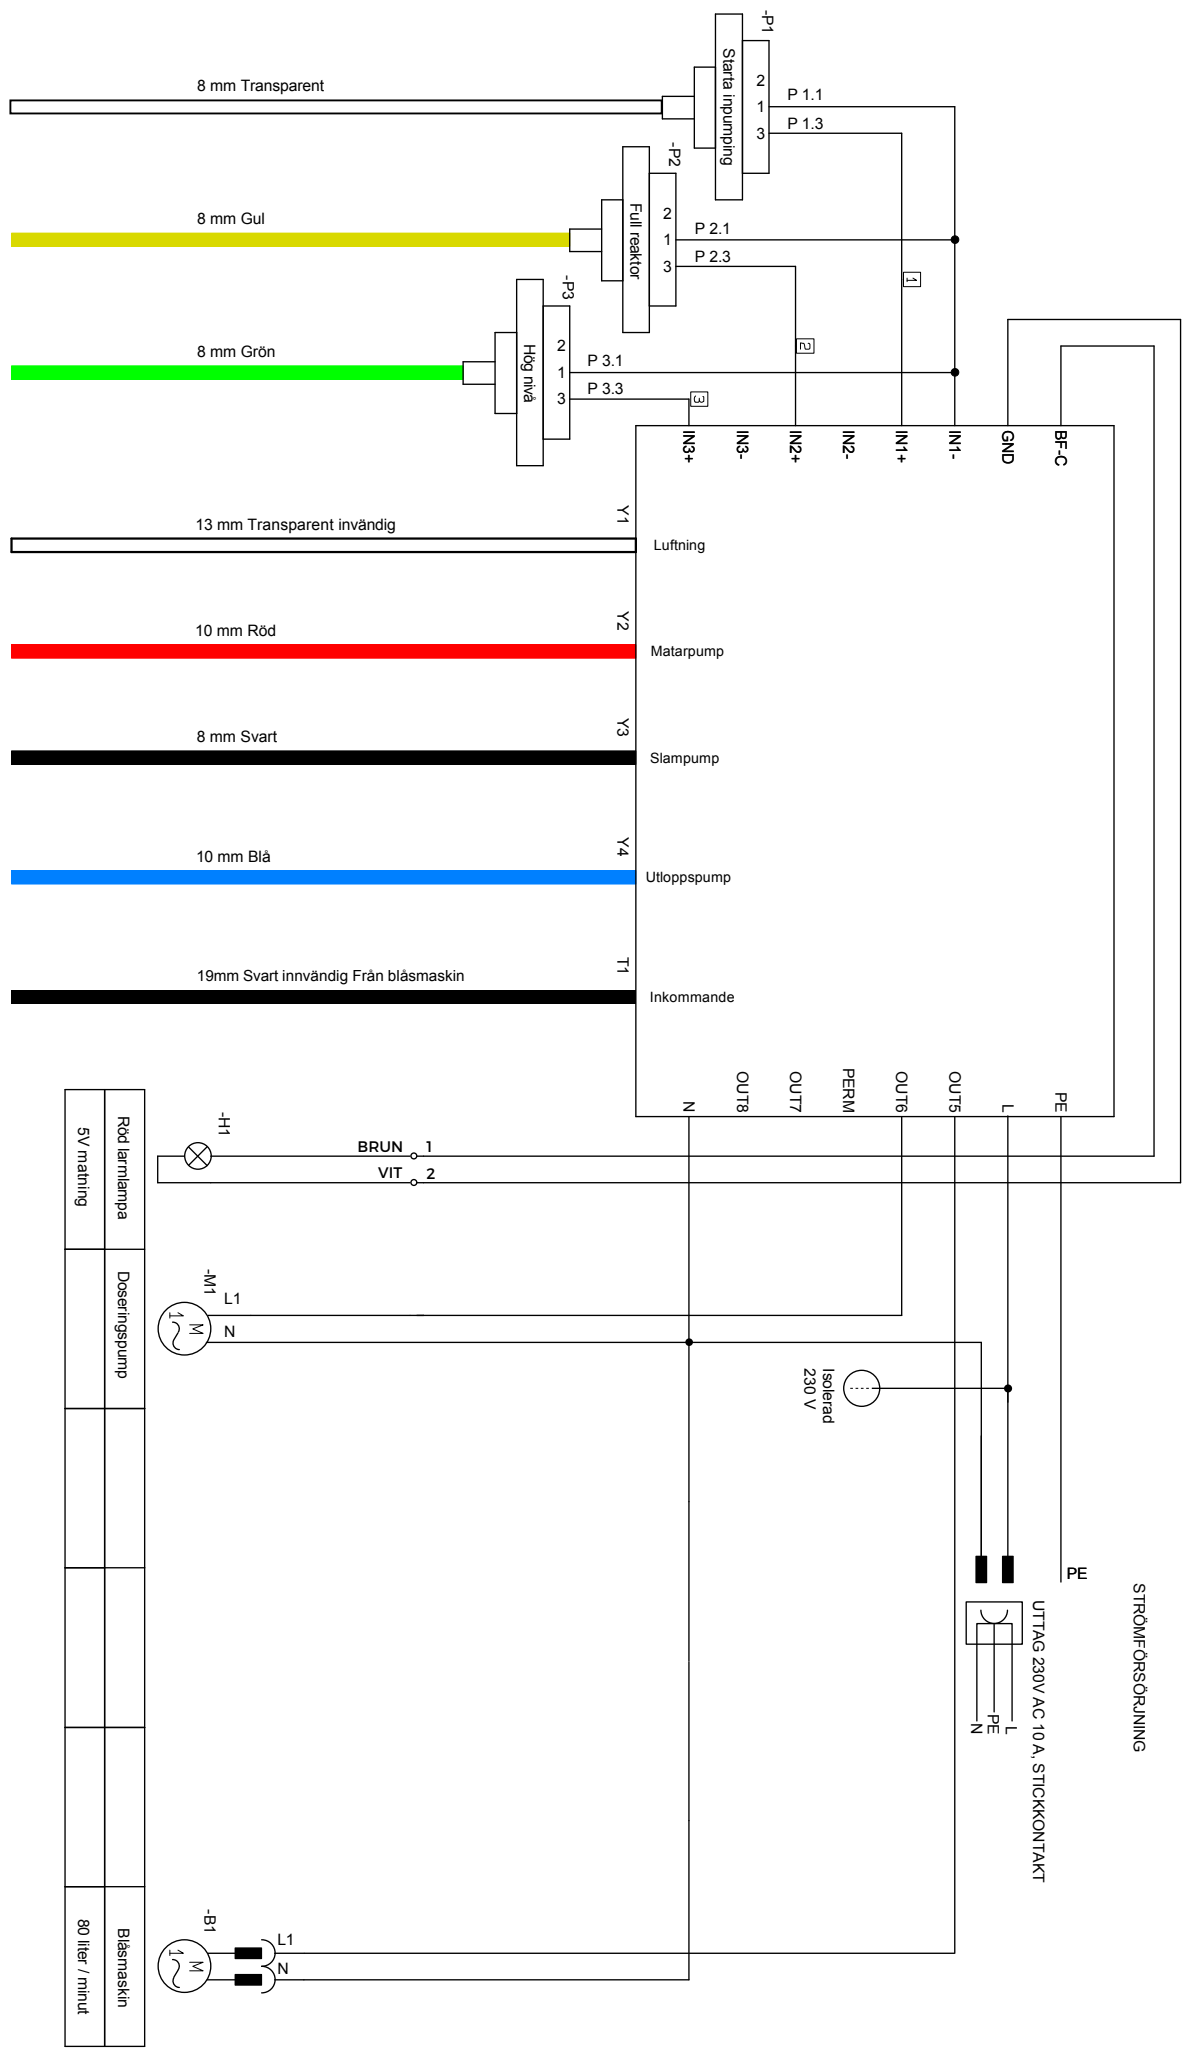 -P1
Starta inpumping
2
1
3
8 mm Transparent
P 1.1
P 1.3
-P2
Full reaktor
2
1
3
8 mm Gul
P 2.1
P 2.3
1
-P3
Hög nivå
2
1
3
8 mm Grön
P 3.1
P 3.3
2
3
IN3+
IN3-
IN2+
IN2-
IN1+
IN1-
GND
BF-C
13 mm Transparent invändig
Y1
Luftning
10 mm Röd
Y2
Matarpump
8 mm Svart
Y3
Slampump
10 mm Blå
Y4
Utloppspump
19mm Svart innvändig Från blåsmaskin
T1
Inkommande
N
OUT8
OUT7
PERM
OUT6
OUT5
L
PE
-H1
BRUN 1
VIT 2
Röd larmlampa
5V matning
-M1
L1
N
M
1
Doseringspump
Isolerad
230 V
PE
STRÖMFÖRSÖRJNING
UTTAG 230V AC 10 A, STICKKONTAKT
L
PE
N
-B1
L1
N
M
1
Blåsmaskin
80 liter / minut